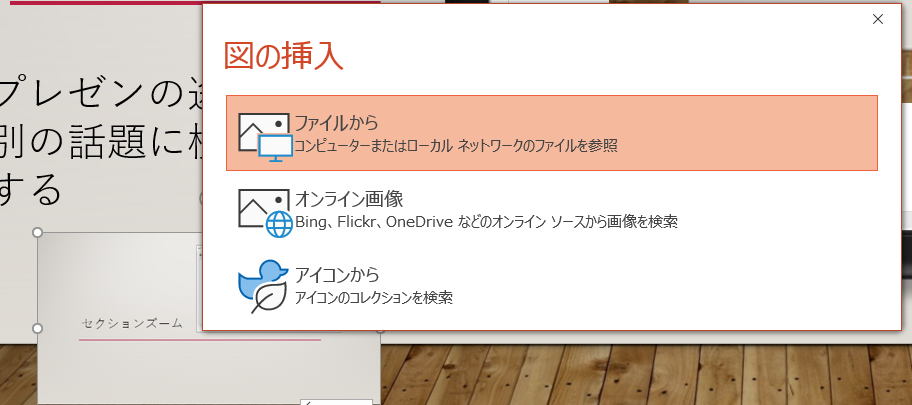 図の挿入
プレゼンの
別の話題に
する
ファイルから
コンピューターまたはローカル ネットワークのファイルを参照
オンライン画像
Bing、Flickr、OneDrive などのオンライン ソースから画像を検索
アイコンから
アイコンのコレクションを検索
セクションズーム